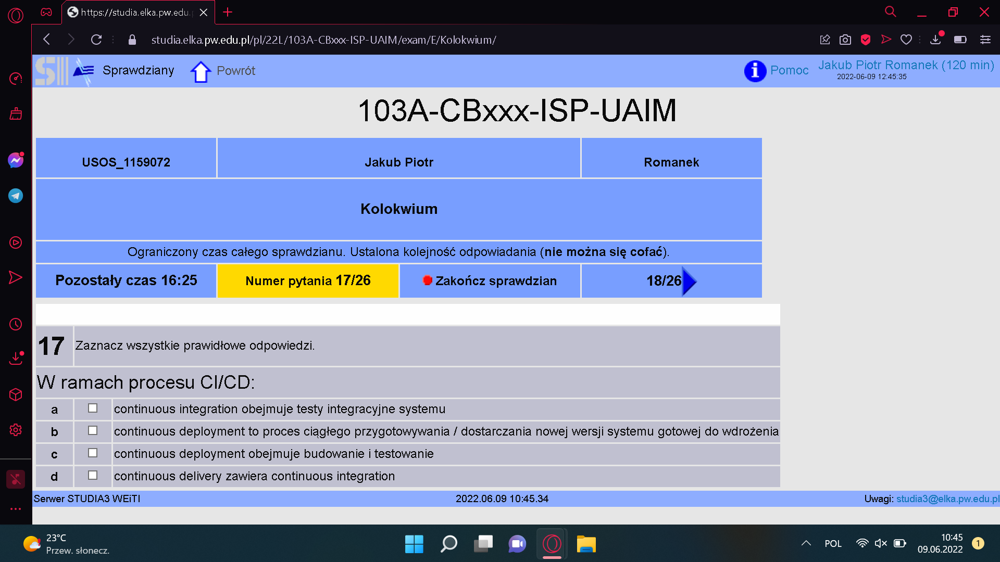 https://studia.elka.pw.edu.
studia.elka.pw.edu.pl/pl/22L/103A-CBxxx-ISP-UAIM/exam/E/Kolokwium/
Sprawdziany
Powrót
Pomoc
Jakub Piotr Romanek (120 min)
2022-06-09 12:45:35
103A-CBxxx-ISP-UAIM
USOS_1159072
Jakub Piotr
Romanek
Kolokwium
Ograniczony czas całego sprawdzianu. Ustalona kolejność odpowiadania (nie można się cofać).
Pozostały czas 16:25
Numer pytania 17/26
Zakończ sprawdzian
18/26
17
Zaznacz wszystkie prawidłowe odpowiedzi.
W ramach procesu CI/CD:
a
continuous integration obejmuje testy integracyjne systemu
b
continuous deployment to proces ciągłego przygotowywania / dostarczania nowej wersji systemu gotowej do wdrożenia
c
continuous deployment obejmuje budowanie i testowanie
d
continuous delivery zawiera continuous integration
Serwer STUDIA3 WEiTI
2022.06.09 10:45.34
Uwagi: studia3@elka.pw.edu.pl
23°C
Przew. słonecz.
POL
10:45
09.06.2022
1